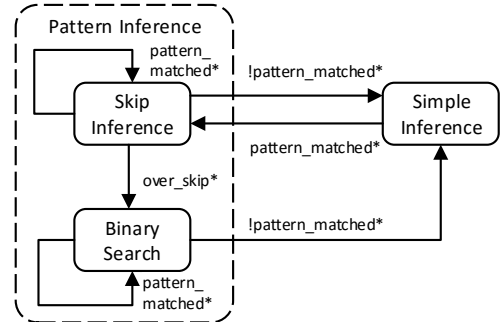 Pattern Inference
pattern_
matched*
!pattern_matched*
Skip
Inference
Simple
Inference
pattern_matched*
over_skip*
Binary
Search
!pattern_matched*
pattern_
matched*